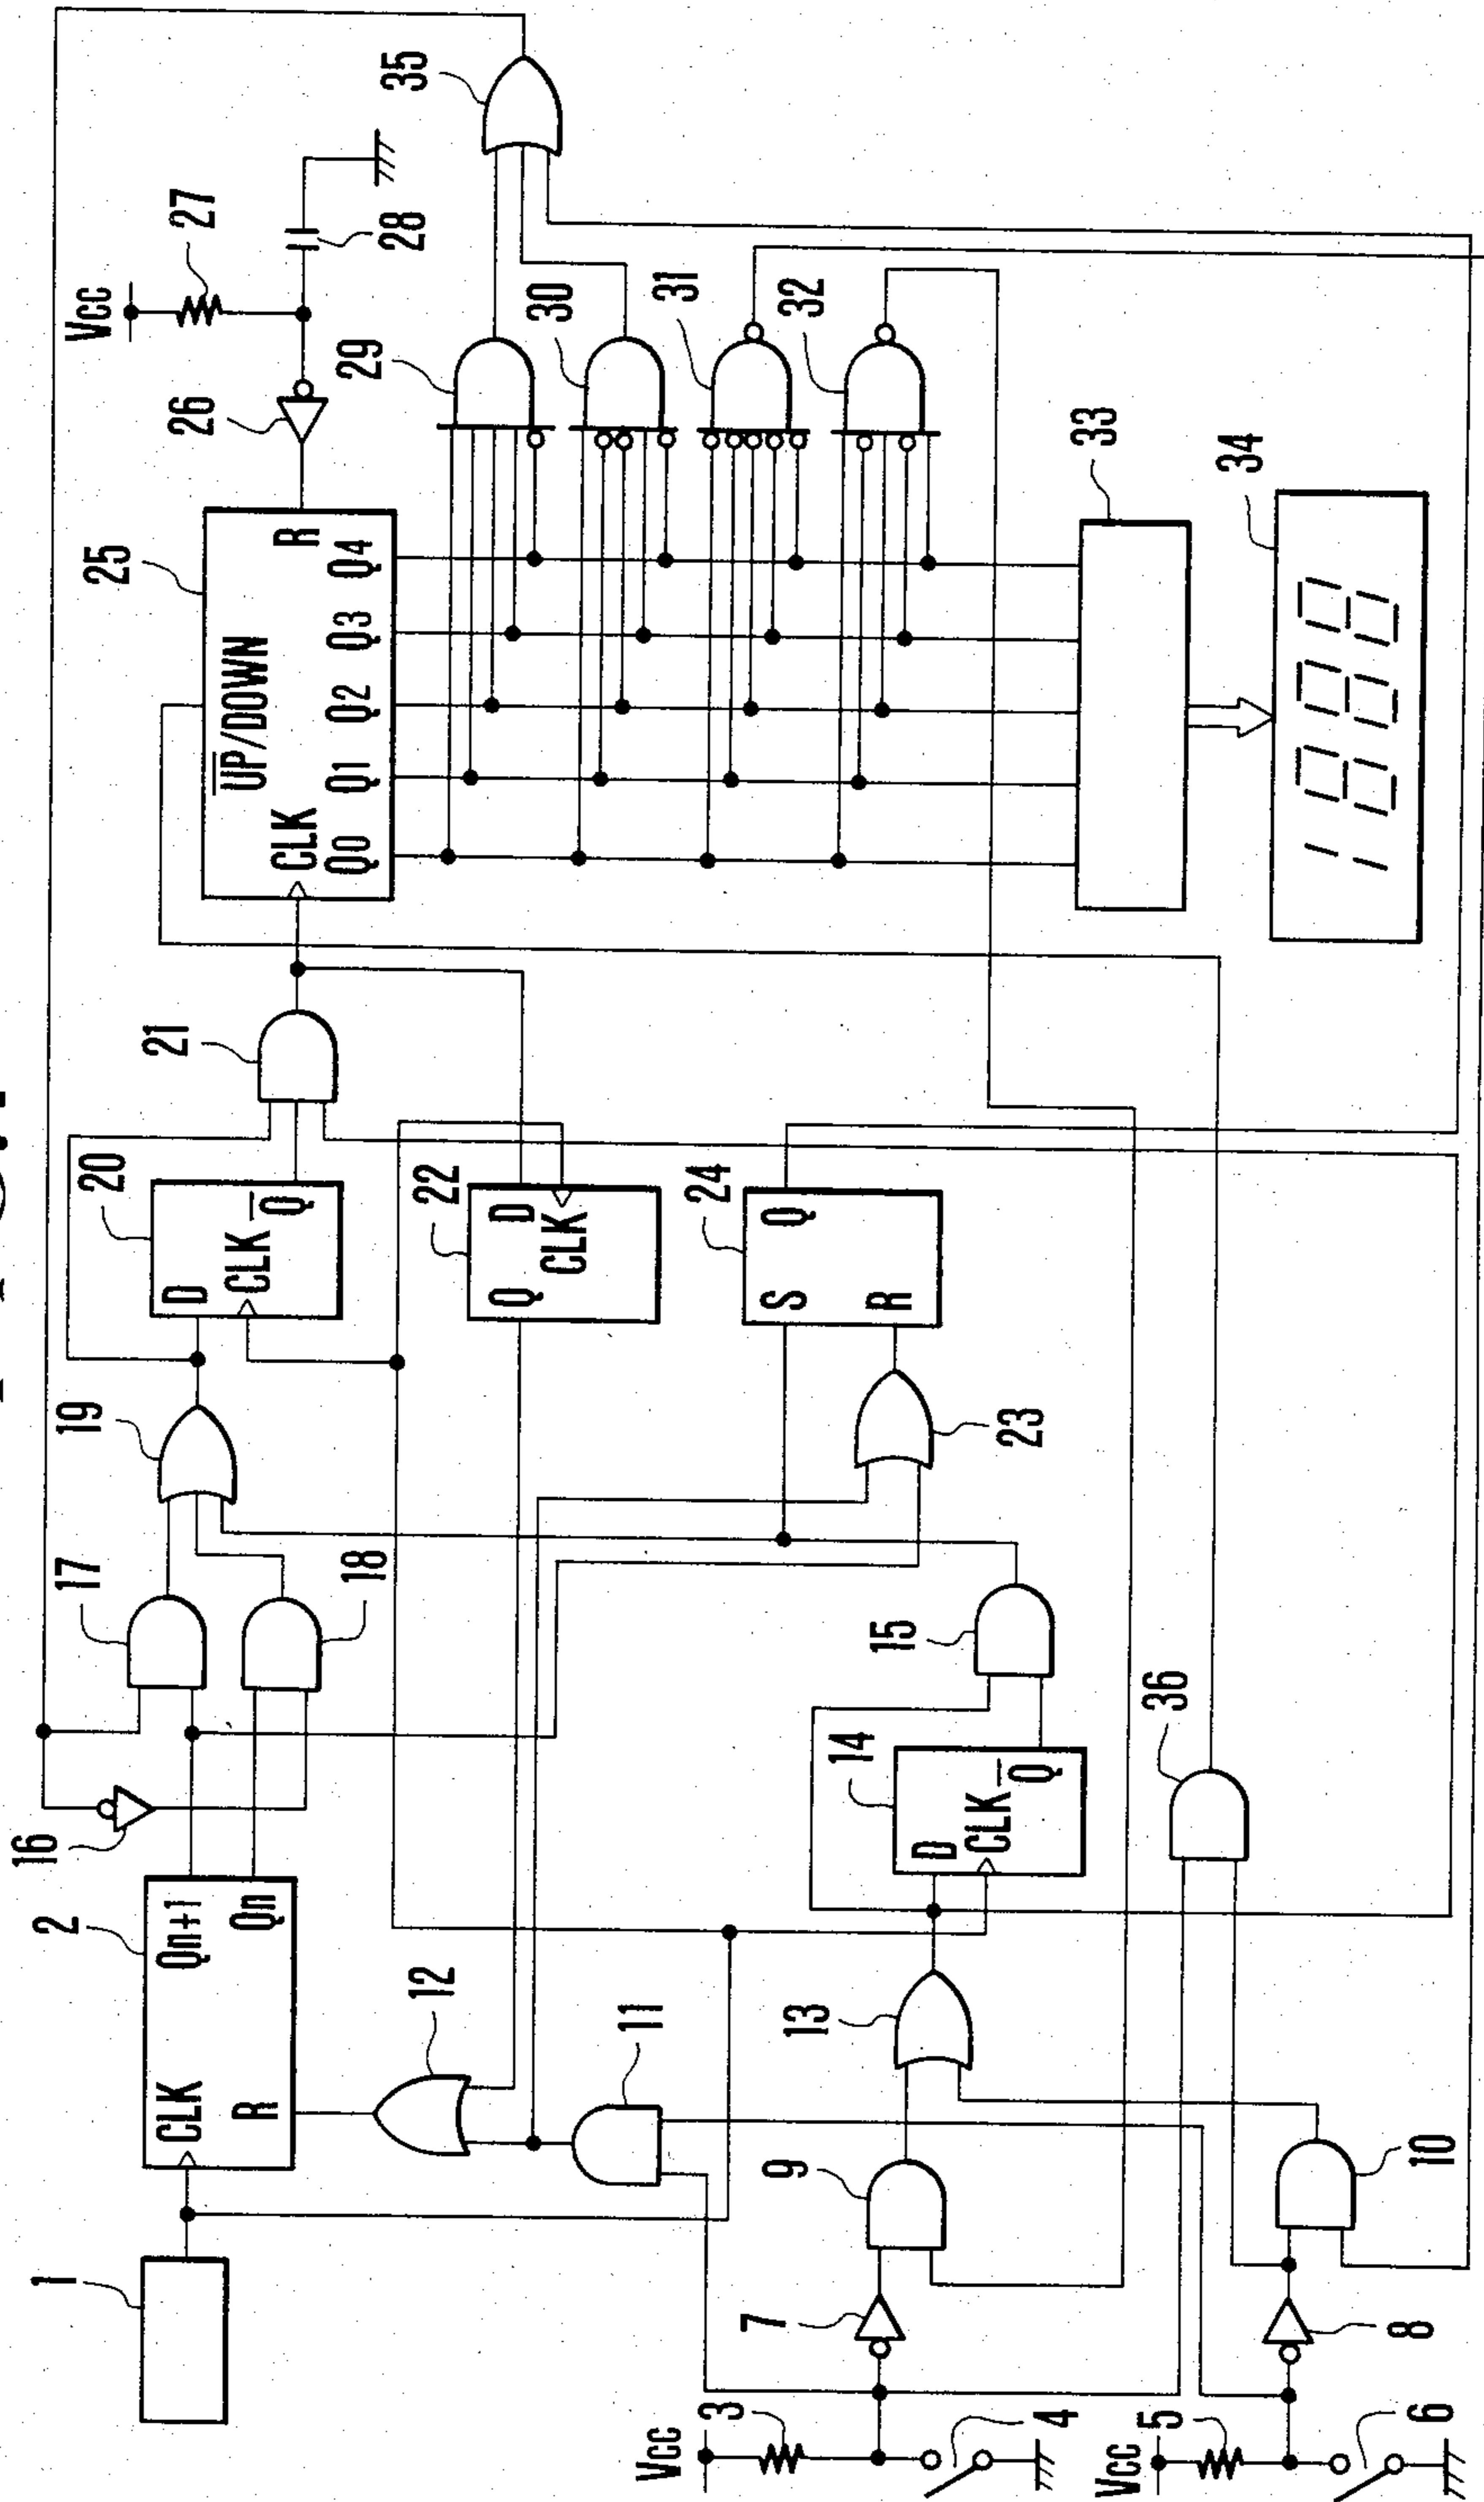 1
2
CLK
R
Qn+1
Qn
16
17
18
19
20
D
CLK
Q̅
21
25
U̅P̅/DOWN
CLK
R
Q0
Q1
Q2
Q3
Q4
26
VCC
27
28
35
29
30
31
32
12
11
22
Q
D
CLK
24
S
Q
R
23
VCC
3
4
7
9
13
14
D
CLK
Q̅
15
36
33
34
1888
VCC
5
6
8
10